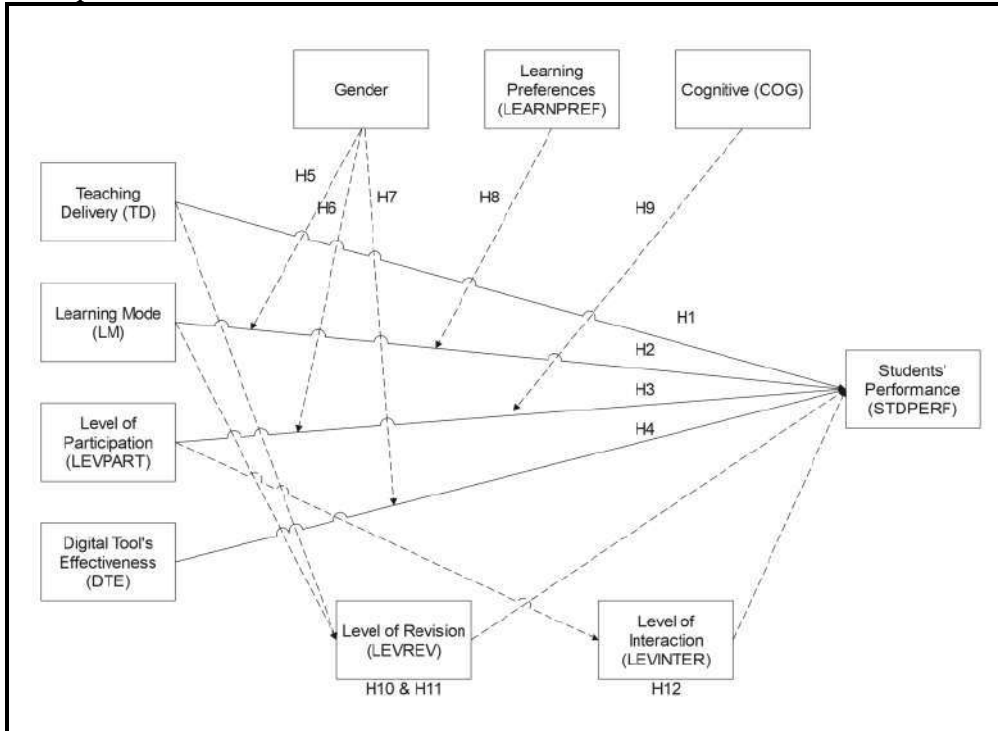 Gender
Learning
Preferences
(LEARNPREF)
Cognitive (COG)
Teaching
Delivery (TD)
H5
H6
H7
H8
H9
Learning Mode
(LM)
H1
H2
Students'
Performance
(STDPERF)
H3
Level of
Participation
(LEVPART)
H4
Digital Tool's
Effectiveness
(DTE)
Level of Revision
(LEVREV)
H10 & H11
Level of
Interaction
(LEVINTER)
H12